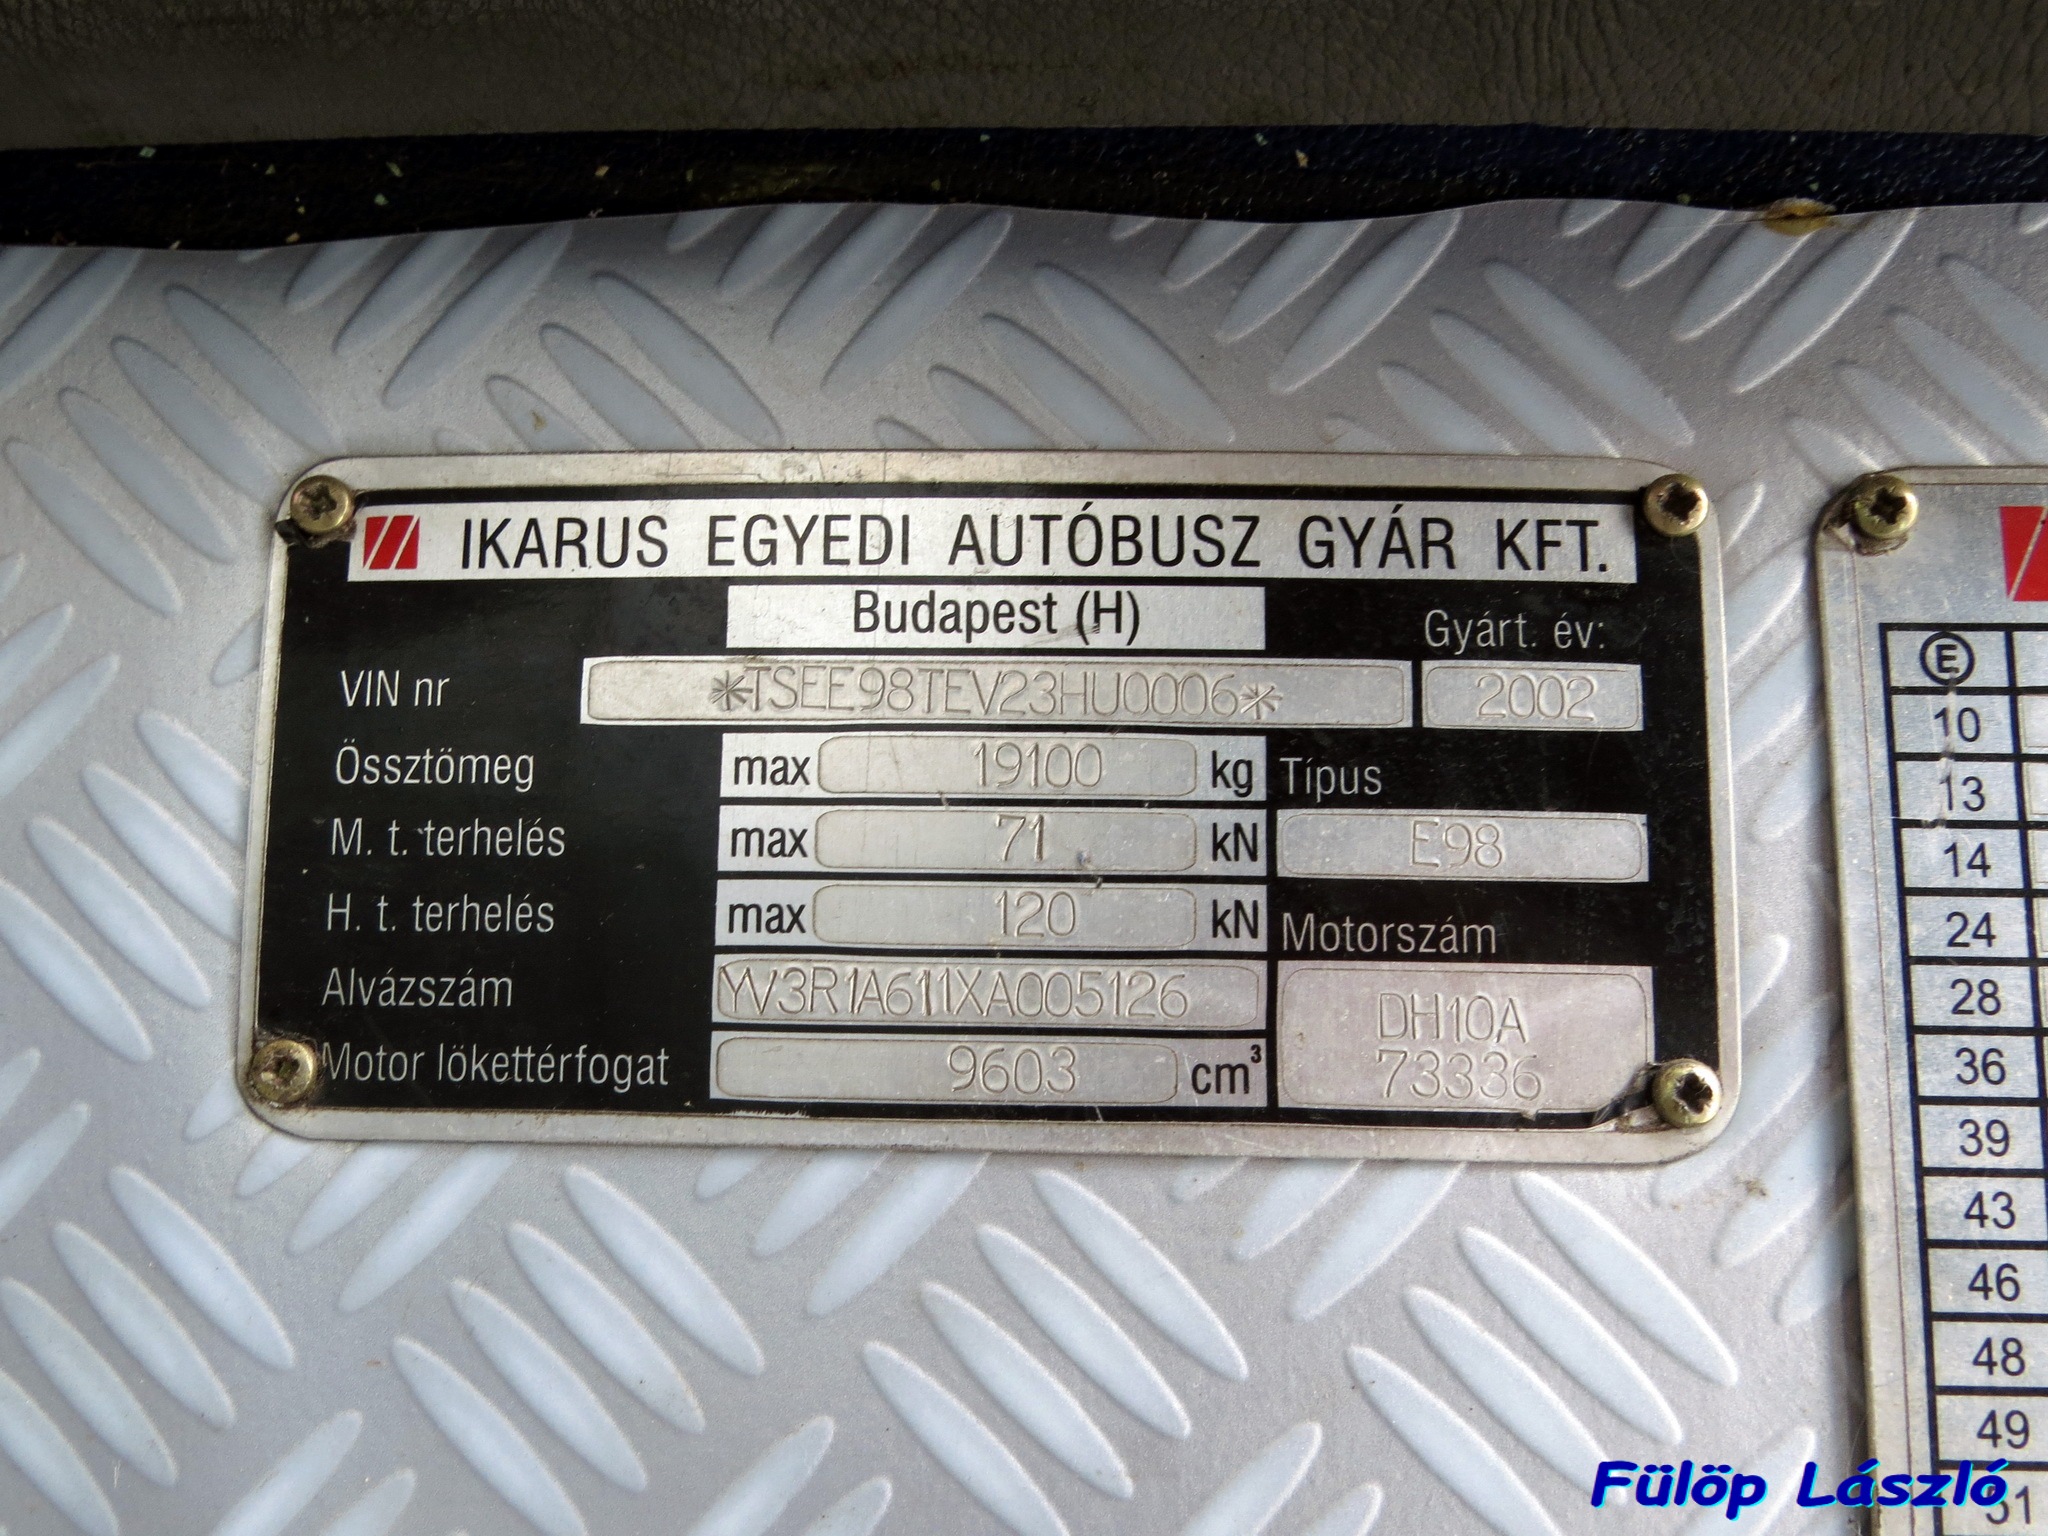 IKARUS EGYEDI AUTÓBUSZ GYÁR KFT.
Budapest (H)
Gyárt. év:
VIN nr *TSEE98TEV23HU0006* 2002
Össztömeg max 19100 kg Típus
M. t. terhelés max 71 kN E98
H. t. terhelés max 120 kN Motorszám
Alvázszám YV3R1A611XA005126 DH10A
Motor lökettérfogat 9603 cm³ 73336
E
10
13
14
24
28
36
39
43
46
48
49
51
Fülöp László